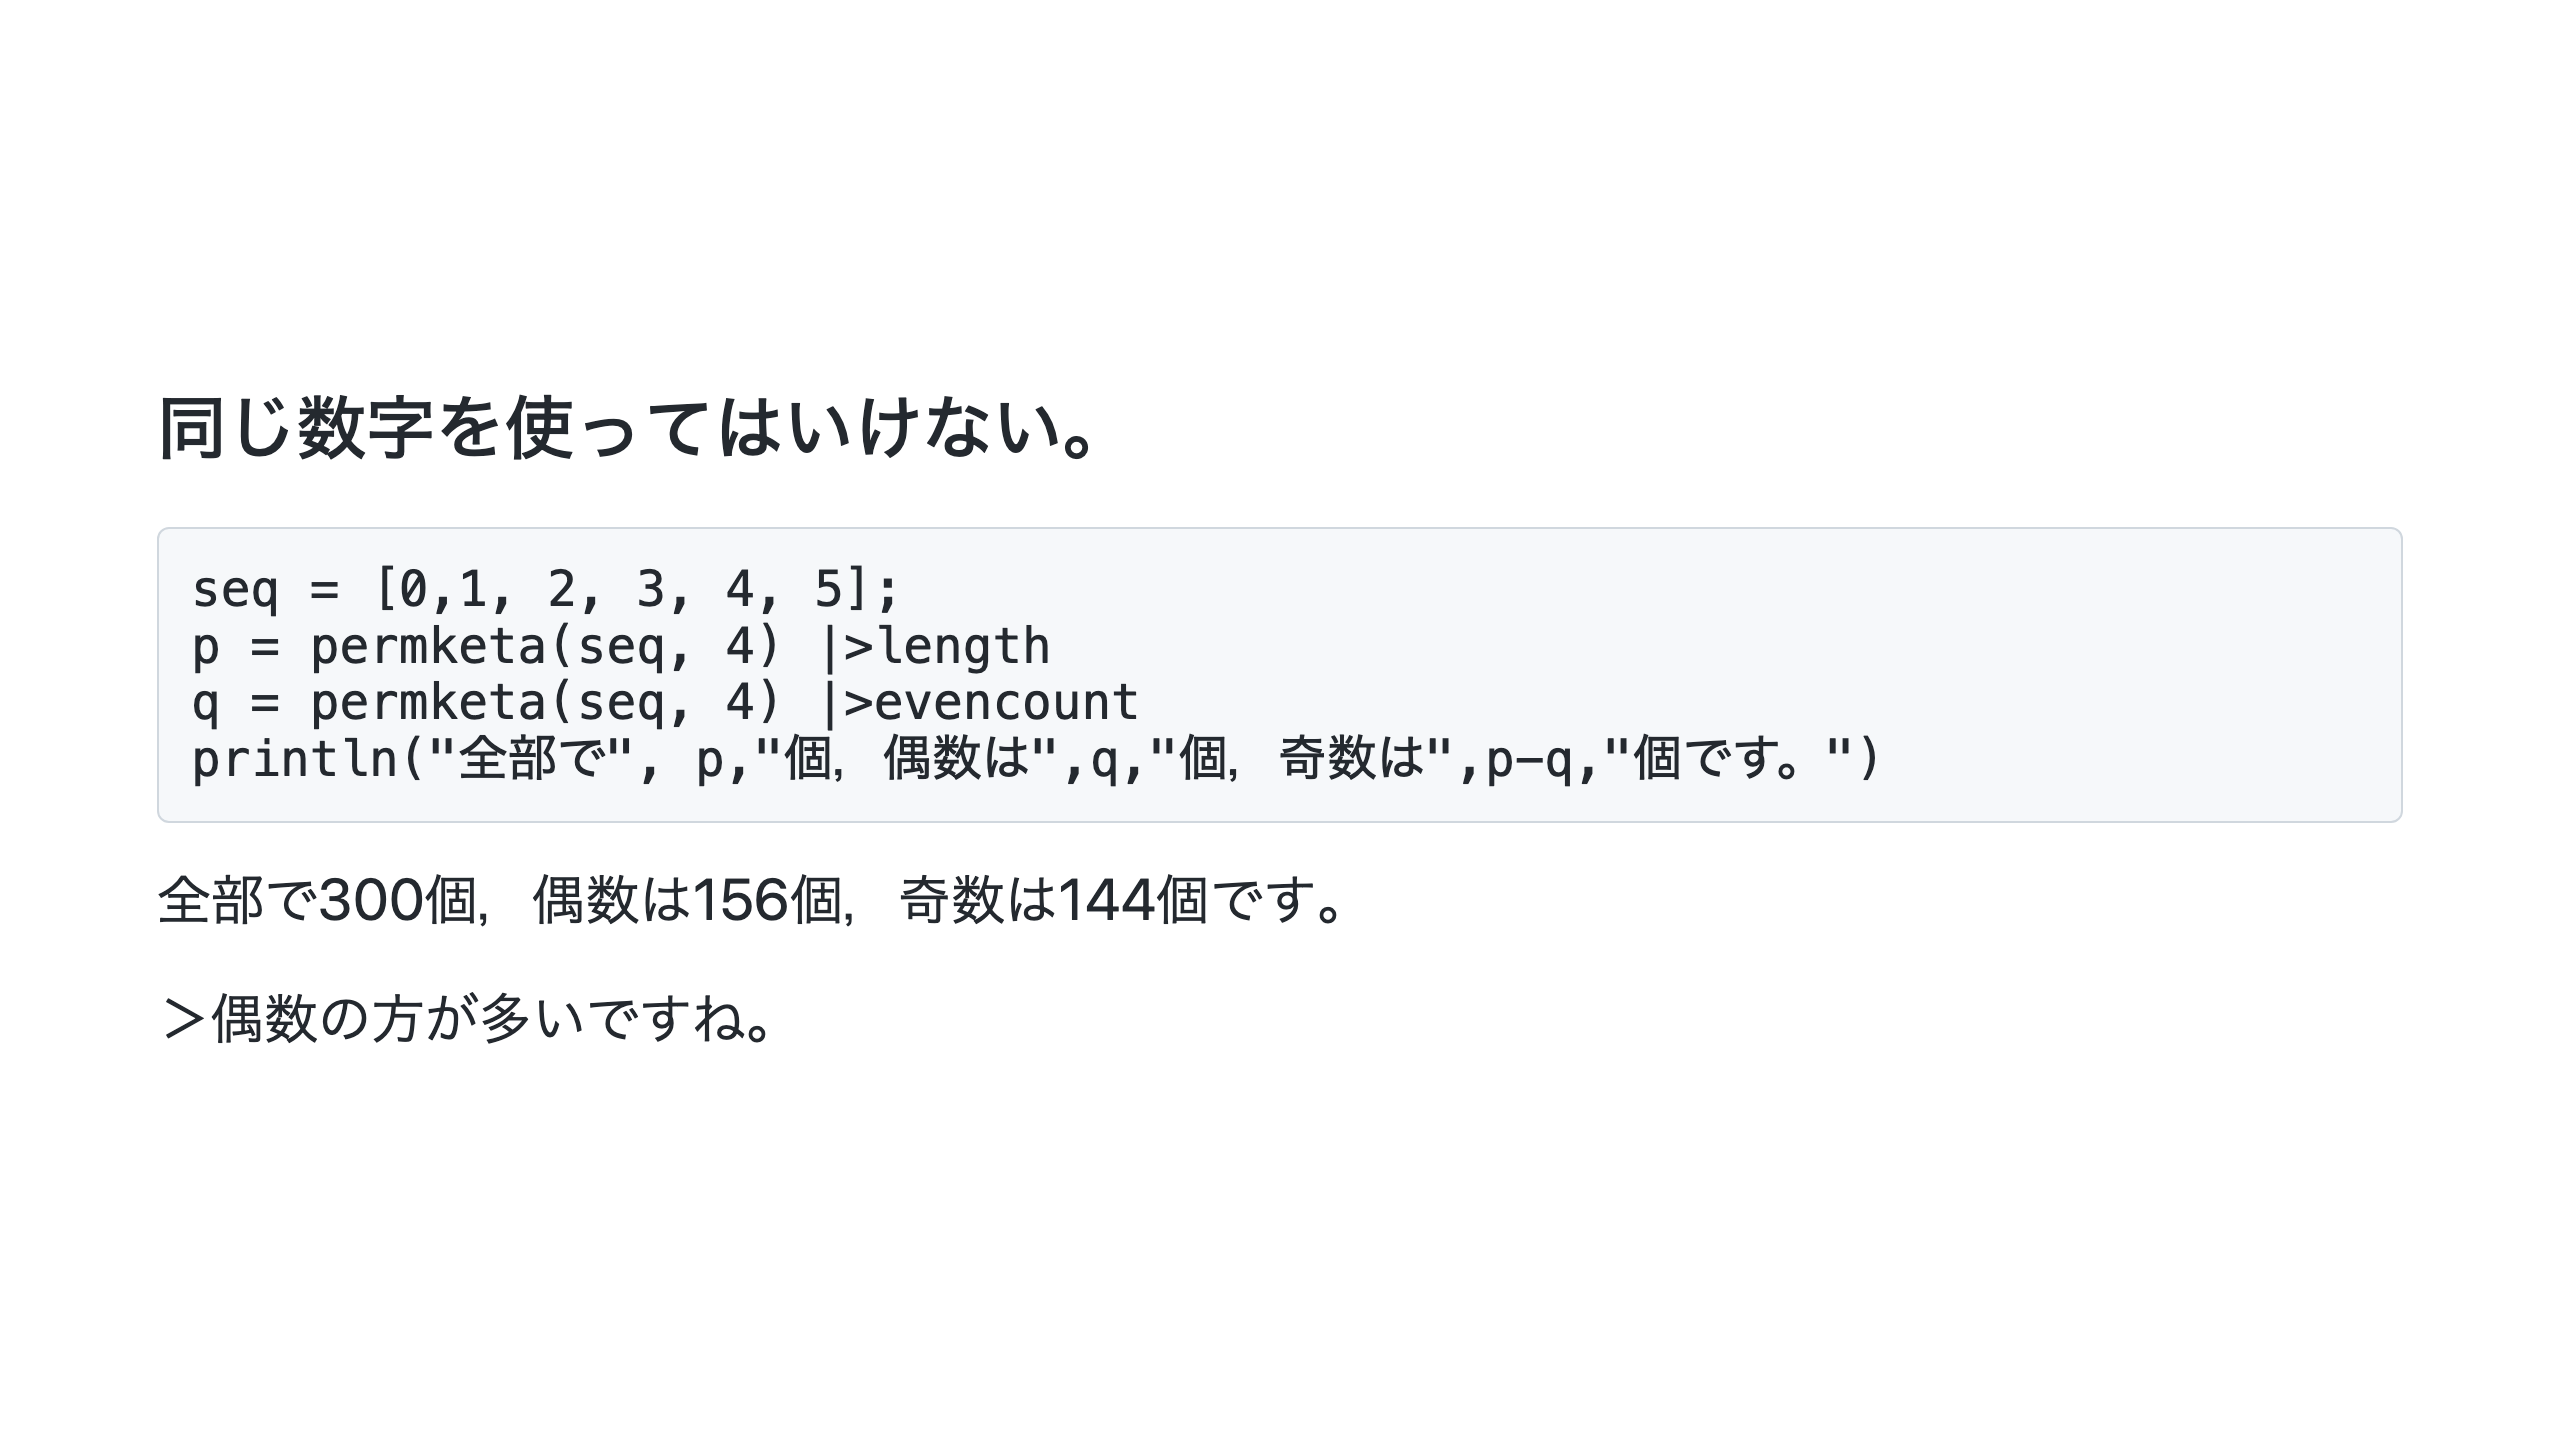 同じ数字を使ってはいけない。
seq = [0,1, 2, 3, 4, 5];
p = permketa(seq, 4) |>length
q = permketa(seq, 4) |>evencount
println("全部で", p,"個，偶数は",q,"個，奇数は",p-q,"個です。")
全部で300個，偶数は156個，奇数は144個です。
＞偶数の方が多いですね。